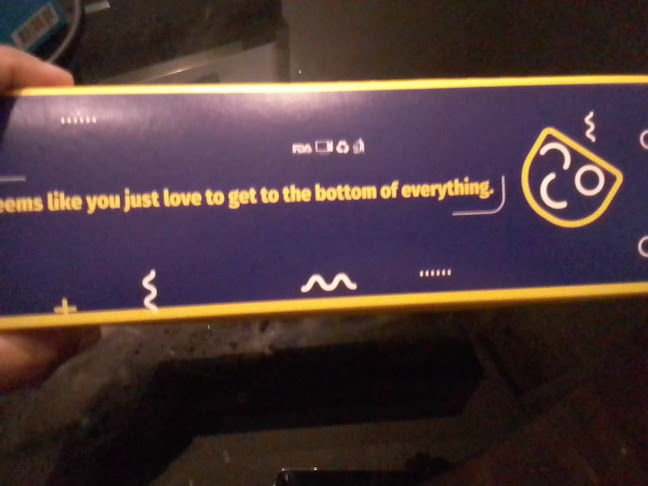 FDA
eems like you just love to get to the bottom of everything.